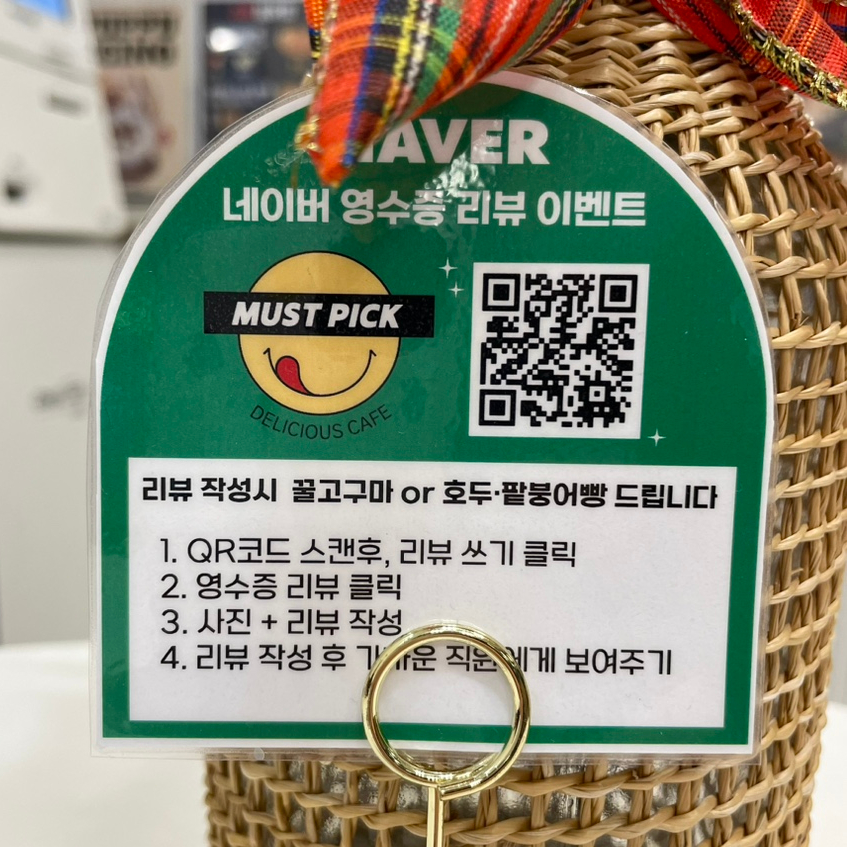 NAVER
네이버 영수증 리뷰 이벤트
MUST PICK
DELICIOUS CAFE
리뷰 작성시 꿀고구마 or 호두·팥붕어빵 드립니다
1. QR코드 스캔후, 리뷰 쓰기 클릭
2. 영수증 리뷰 클릭
3. 사진 + 리뷰 작성
4. 리뷰 작성 후 가까운 직원에게 보여주기